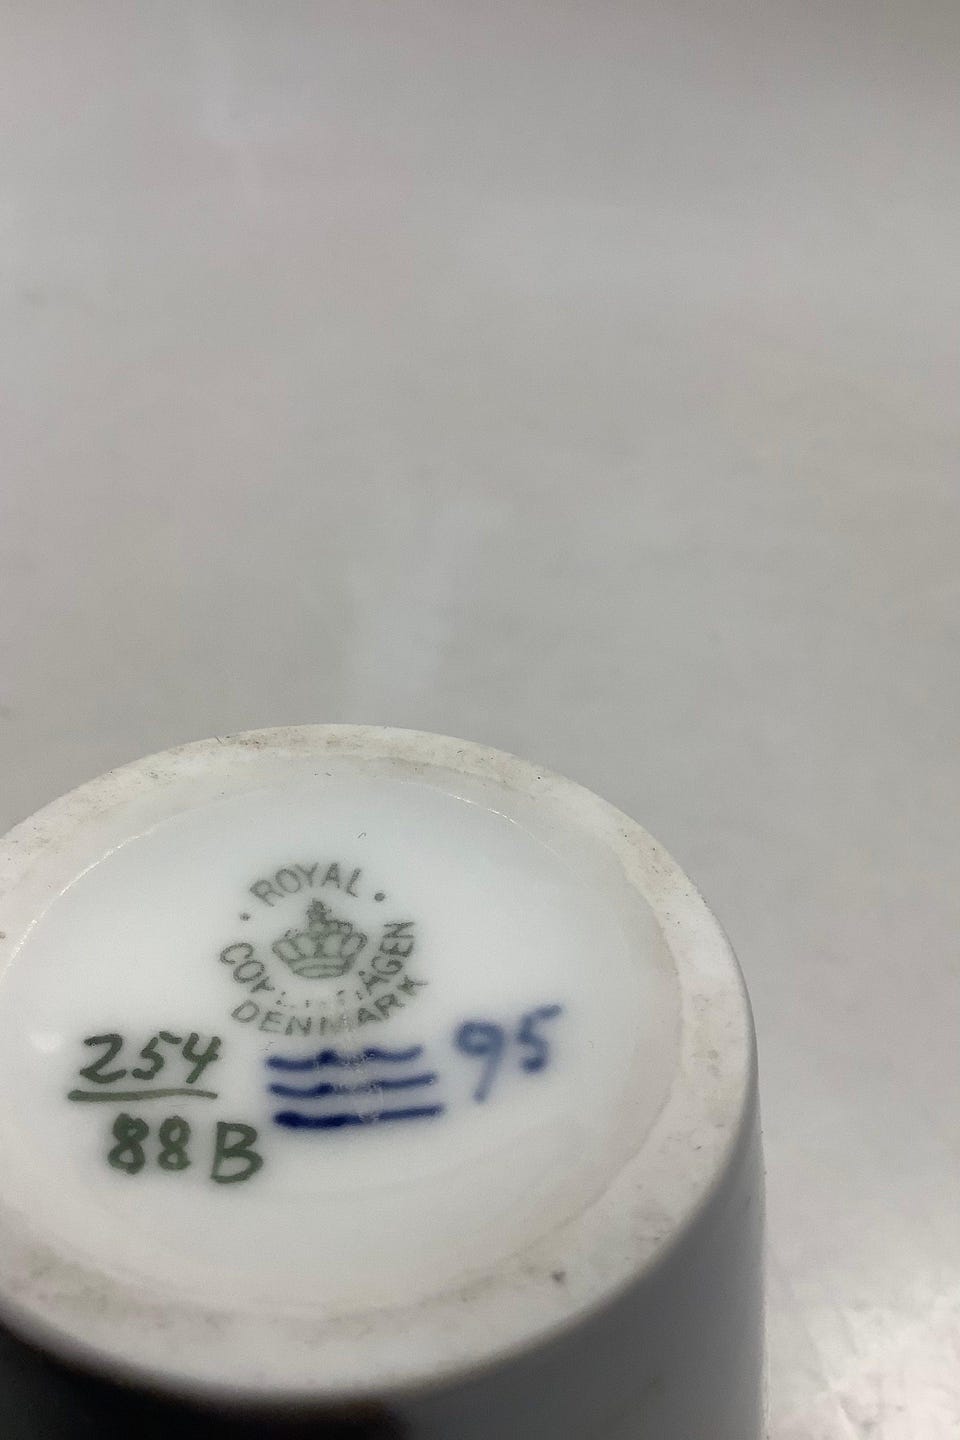 ROYAL
COPENHAGEN
DENMARK
254
88B
95